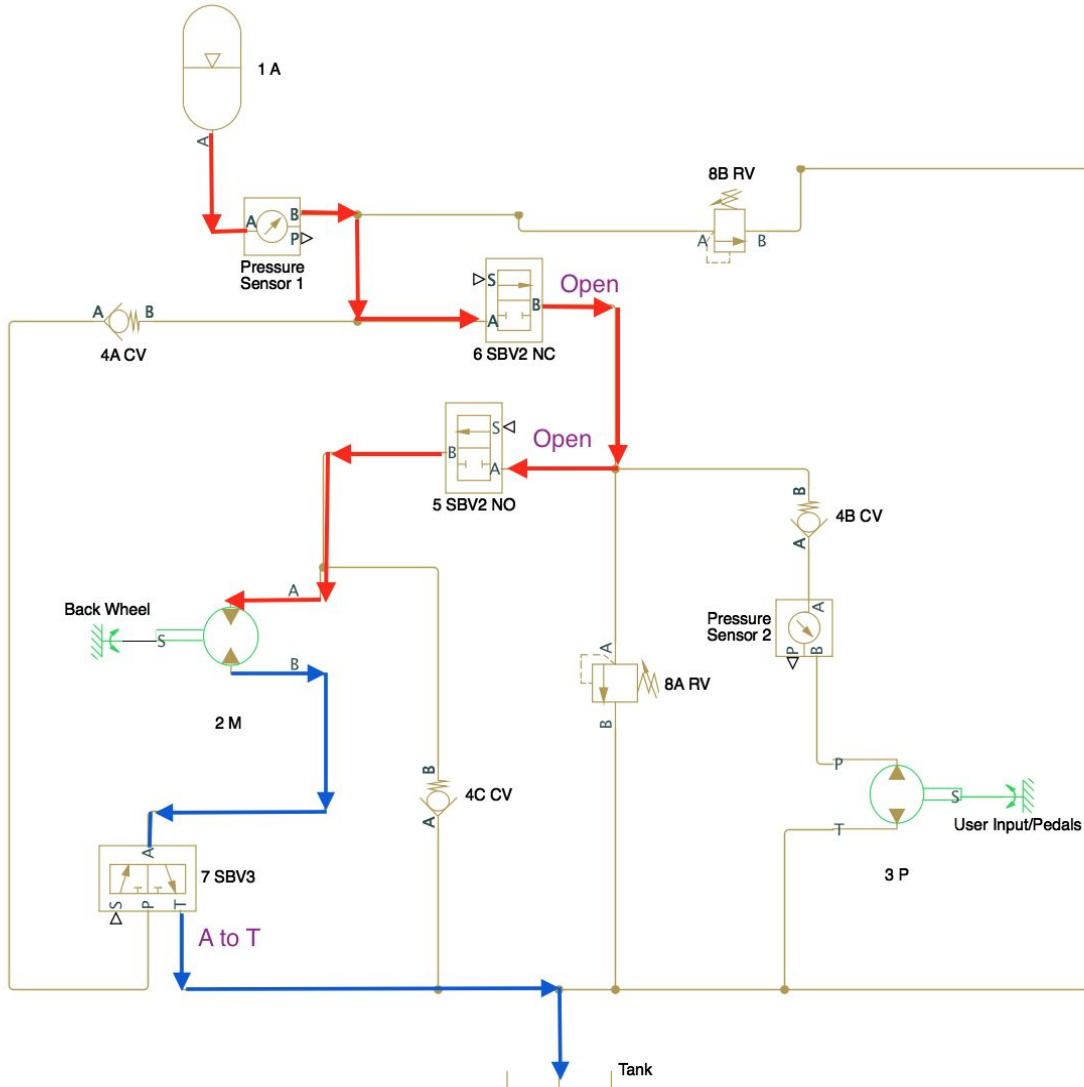 1 A
A
8B RV
A
B
P
A
B
Pressure
Sensor 1
S
Open
B
A
6 SBV2 NC
A
B
4A CV
S
Open
B
A
5 SBV2 NO
B
4B CV
A
A
Back Wheel
S
Pressure
Sensor 2
A
P
B
B
A
8A RV
B
2 M
P
B
4C CV
A
S
User Input/Pedals
T
3 P
A
7 SBV3
S
P
T
A to T
Tank